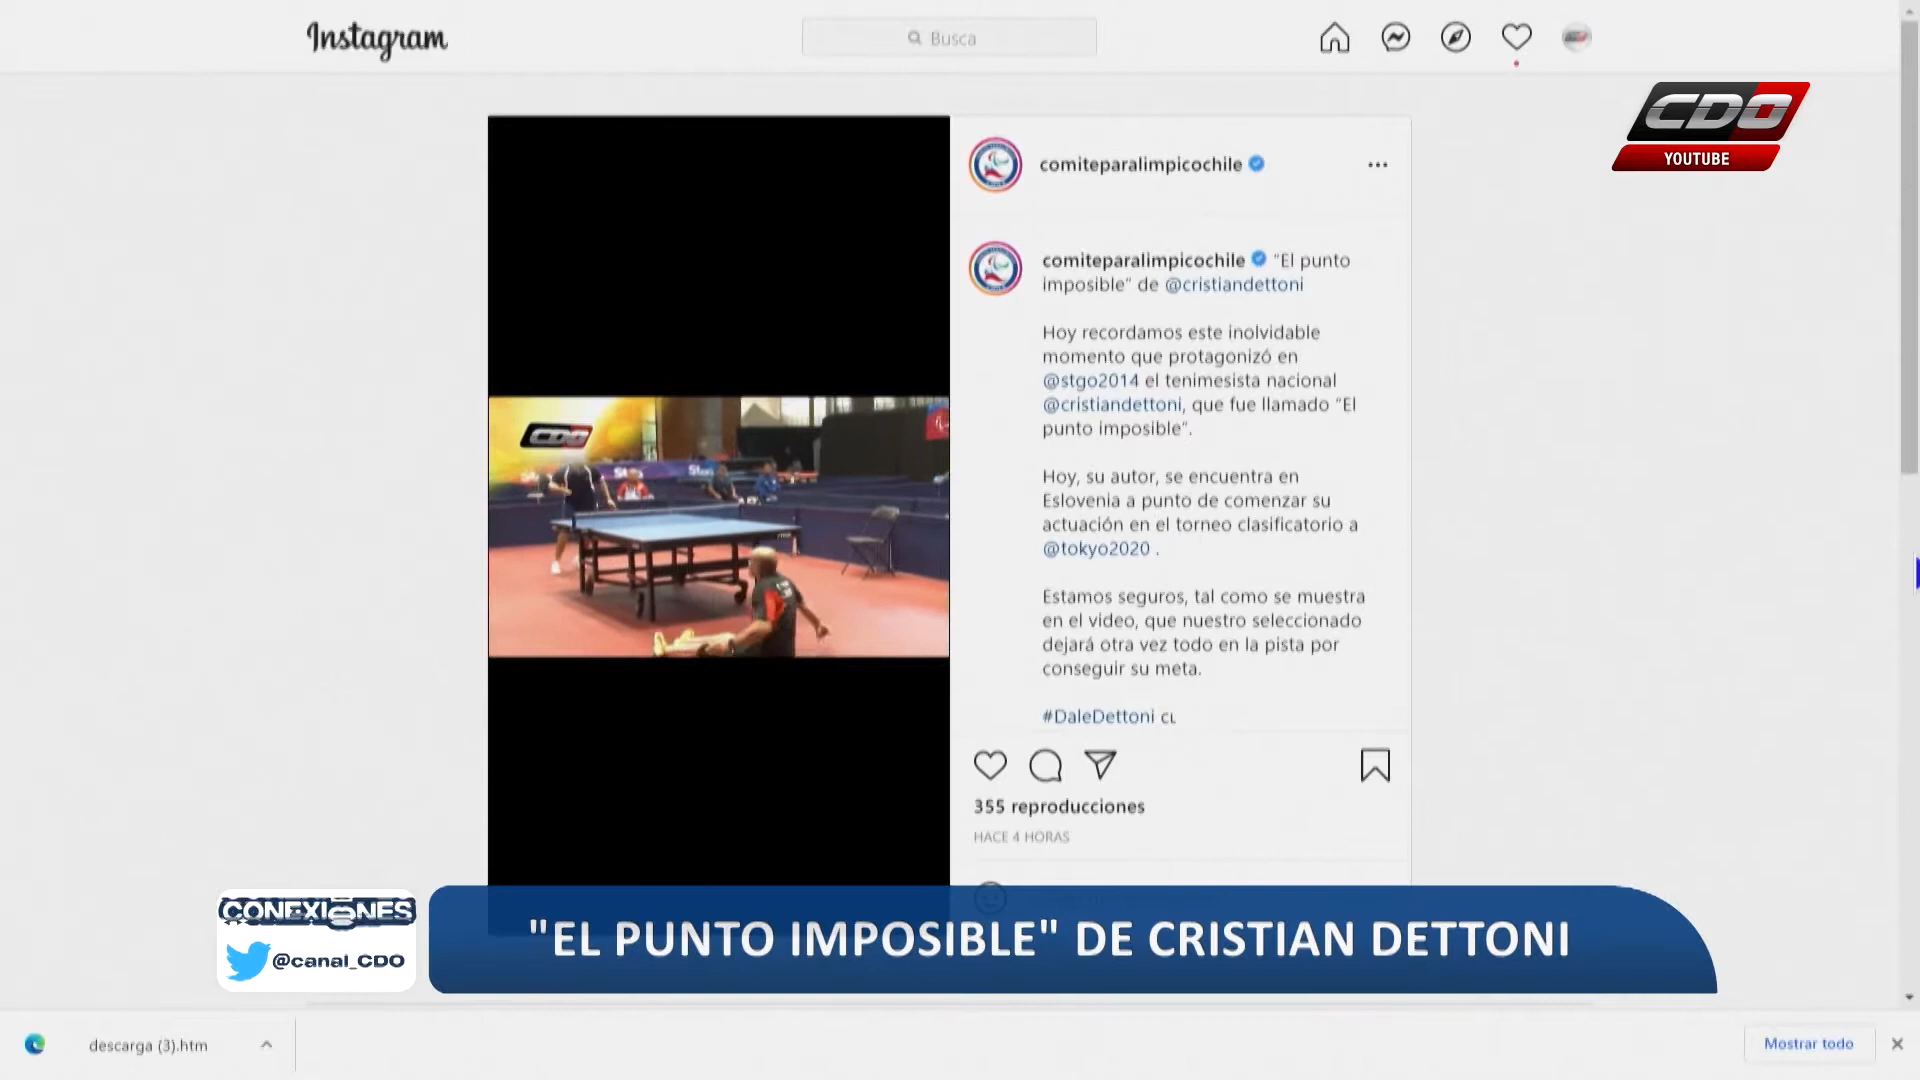 Instagram
Busca
CDO
YOUTUBE
comiteparalimpicochile
comiteparalimpicochile "El punto
imposible" de @cristiandettoni
Hoy recordamos este inolvidable
momento que protagonizó en
@stgo2014 el tenimesista nacional
@cristiandettoni, que fue llamado "El
punto imposible".
Hoy, su autor, se encuentra en
Eslovenia a punto de comenzar su
actuación en el torneo clasificatorio a
@tokyo2020 .
Estamos seguros, tal como se muestra
en el video, que nuestro seleccionado
dejará otra vez todo en la pista por
conseguir su meta.
#DaleDettoni CL
355 reproducciones
HACE 4 HORAS
CDO
CONEXIONES
@canal_CDO
"EL PUNTO IMPOSIBLE" DE CRISTIAN DETTONI
descarga (3).htm
Mostrar todo